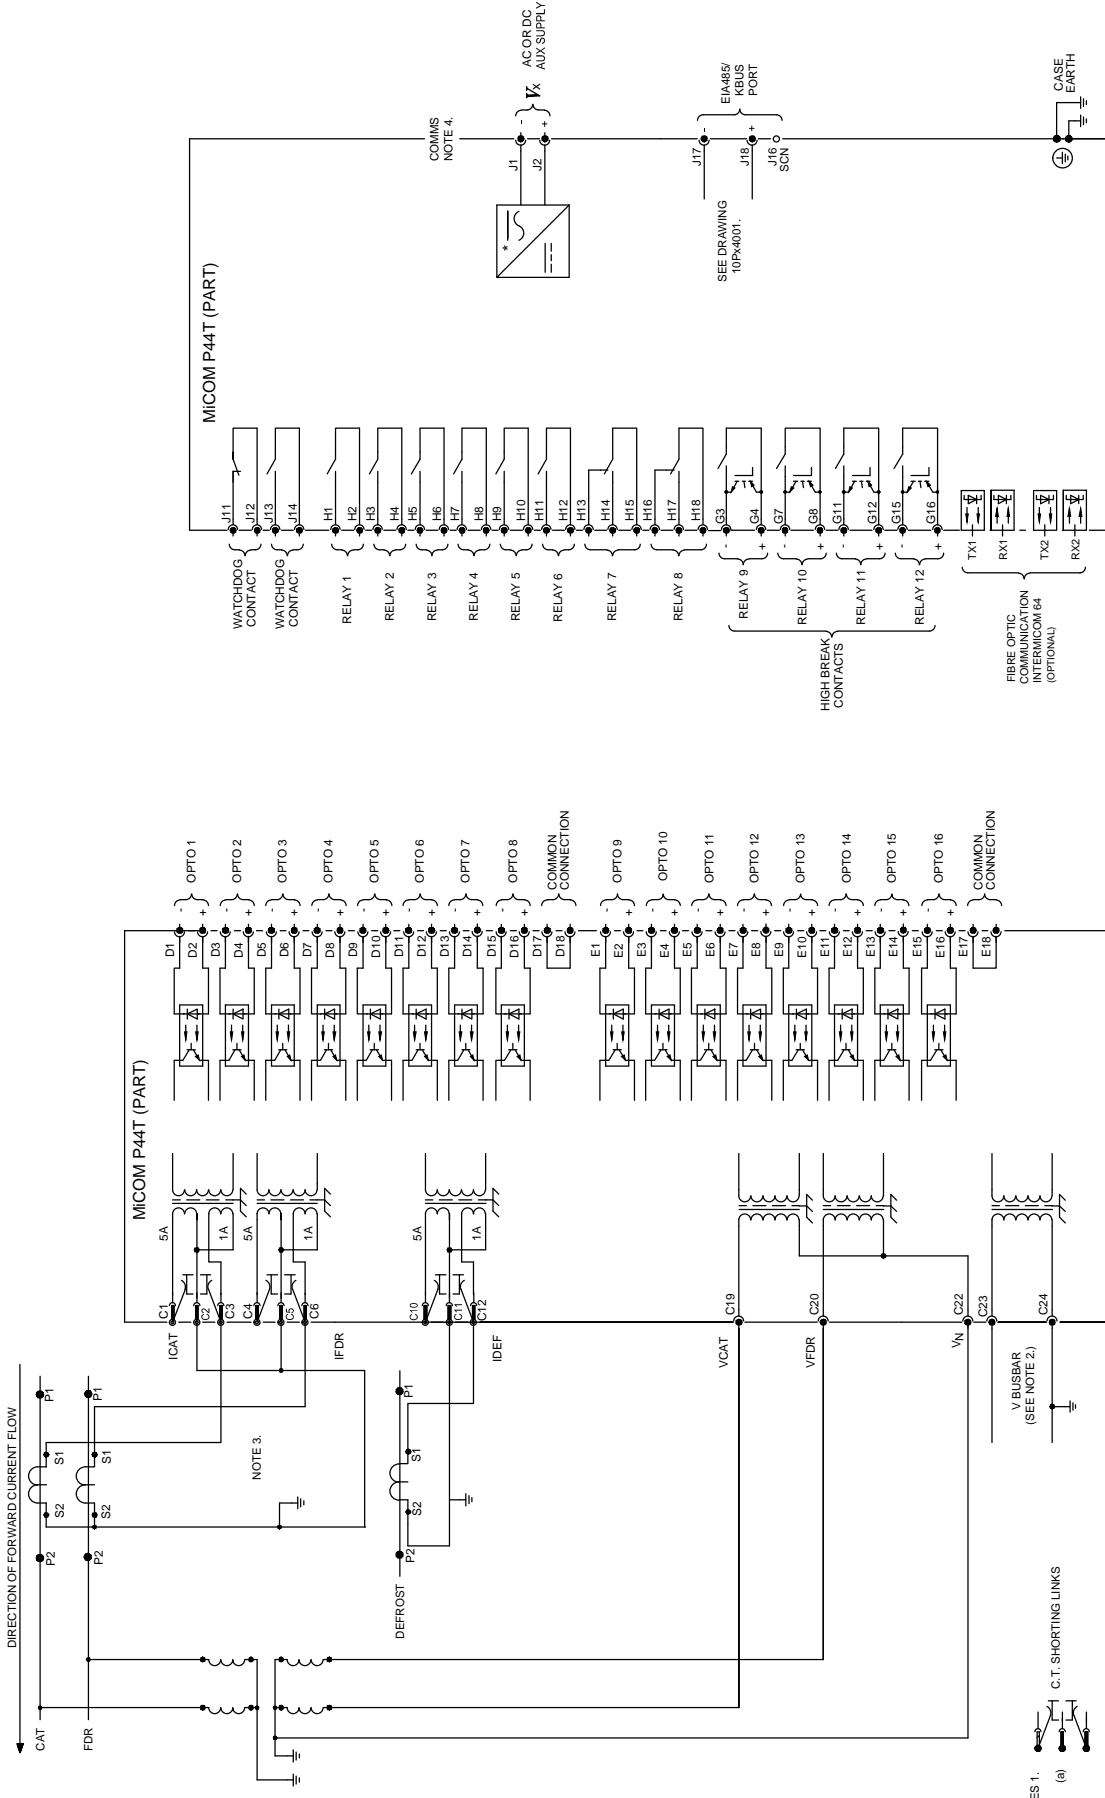 MiCOM P44T (PART)
COMMS
NOTE 4.
J1
J2
-
+
Vx
AC OR DC
AUX SUPPLY
*
J17
J18
J16
SCN
-
+
EIA485/
KBUS
PORT
SEE DRAWING
10Px4001.
CASE
EARTH
J11
J12
J13
J14
WATCHDOG
CONTACT
WATCHDOG
CONTACT
H1
H2
H3
H4
H5
H6
H7
H8
H9
H10
H11
H12
H13
H14
H15
H16
H17
H18
RELAY 1
RELAY 2
RELAY 3
RELAY 4
RELAY 5
RELAY 6
RELAY 7
RELAY 8
G3
G4
G7
G8
G11
G12
G15
G16
-
+
-
+
-
+
-
+
RELAY 9
RELAY 10
RELAY 11
RELAY 12
HIGH BREAK
CONTACTS
TX1
RX1
TX2
RX2
FIBRE OPTIC
COMMUNICATION
INTERMICOM 64
(OPTIONAL)
MiCOM P44T (PART)
D1
D2
D3
D4
D5
D6
D7
D8
D9
D10
D11
D12
D13
D14
D15
D16
D17
D18
-
+
-
+
-
+
-
+
-
+
-
+
-
+
-
+
OPTO 1
OPTO 2
OPTO 3
OPTO 4
OPTO 5
OPTO 6
OPTO 7
OPTO 8
COMMON
CONNECTION
E1
E2
E3
E4
E5
E6
E7
E8
E9
E10
E11
E12
E13
E14
E15
E16
E17
E18
-
+
-
+
-
+
-
+
-
+
-
+
-
+
-
+
OPTO 9
OPTO 10
OPTO 11
OPTO 12
OPTO 13
OPTO 14
OPTO 15
OPTO 16
COMMON
CONNECTION
5A
1A
5A
1A
5A
1A
C1
C2
C3
C4
C5
C6
C10
C11
C12
C19
C20
C22
C23
C24
ICAT
IFDR
IDEF
VCAT
VFDR
VN
V BUSBAR
(SEE NOTE 2.)
DIRECTION OF FORWARD CURRENT FLOW
P1
P1
S1
S1
S2
S2
P2
P2
NOTE 3.
P1
S1
S2
P2
DEFROST
CAT
FDR
C.T. SHORTING LINKS
ES 1.
(a)